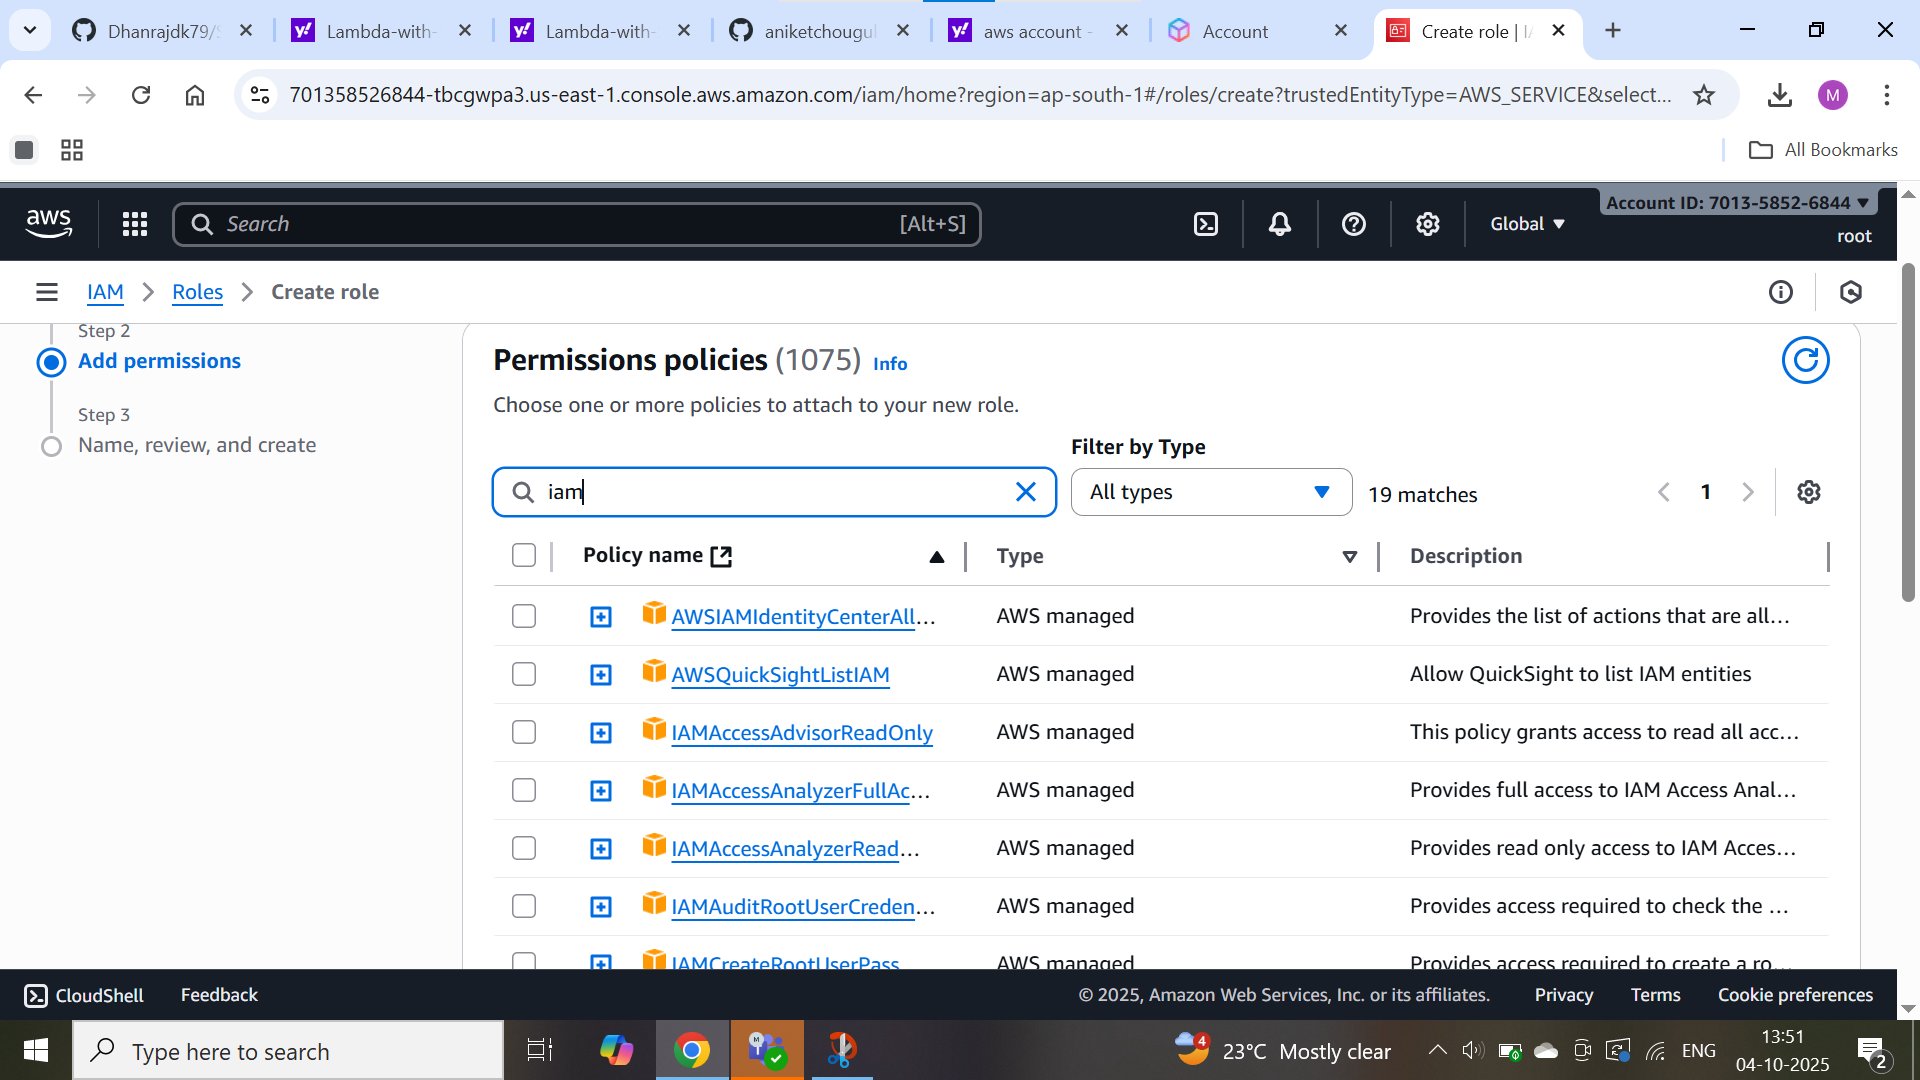 Dhanrajdk79/S
Lambda-with-
Lambda-with-
aniketchougul
aws account -
Account
Create role | IA
701358526844-tbcgwpa3.us-east-1.console.aws.amazon.com/iam/home?region=ap-south-1#/roles/create?trustedEntityType=AWS_SERVICE&select...
M
All Bookmarks
aws
Search
[Alt+S]
Global
Account ID: 7013-5852-6844
root
IAM
Roles
Create role
Step 2
Add permissions
Step 3
Name, review, and create
Permissions policies (1075) Info
Choose one or more policies to attach to your new role.
Filter by Type
iam
All types
19 matches
1
Policy name
Type
Description
AWSIAMIdentityCenterAll... AWS managed Provides the list of actions that are all...
AWSQuickSightListIAM AWS managed Allow QuickSight to list IAM entities
IAMAccessAdvisorReadOnly AWS managed This policy grants access to read all acc...
IAMAccessAnalyzerFullAc... AWS managed Provides full access to IAM Access Anal...
IAMAccessAnalyzerRead... AWS managed Provides read only access to IAM Acces...
IAMAuditRootUserCreden... AWS managed Provides access required to check the ...
IAMCreateRootUserPass... AWS managed Provides access required to create a ro...
CloudShell
Feedback
© 2025, Amazon Web Services, Inc. or its affiliates.
Privacy
Terms
Cookie preferences
Type here to search
4
23°C Mostly clear
ENG
13:51
04-10-2025
2